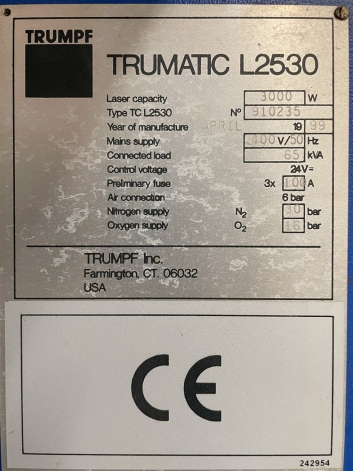 TRUMPF
TRUMATIC L2530
Laser capacity 3000 W
Type TC L2530 Nº 910235
Year of manufacture APRIL 19 99
Mains supply 400 V/50 Hz
Connected load 65 kVA
Control voltage 24V=
Preliminary fuse 3x 100 A
Air connection 6 bar
Nitrogen supply N2 30 bar
Oxygen supply O2 16 bar
TRUMPF Inc.
Farmington, CT. 06032
USA
CE
242954